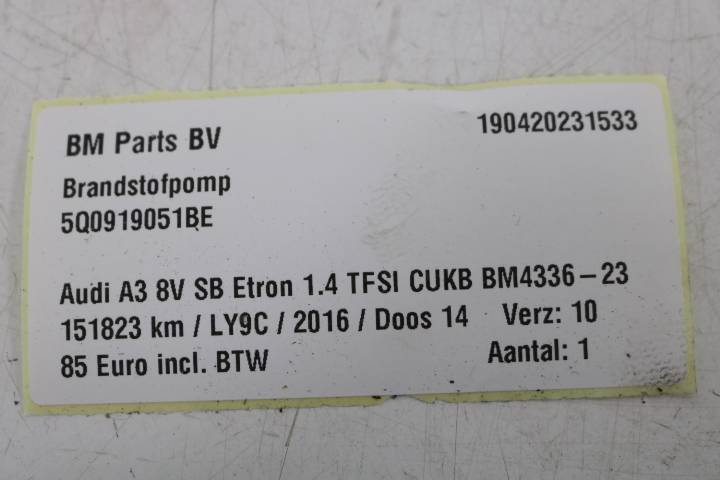 BM Parts BV 190420231533
Brandstofpomp
5Q0919051BE
Audi A3 8V SB Etron 1.4 TFSI CUKB BM4336-23
151823 km / LY9C / 2016 / Doos 14 Verz: 10
85 Euro incl. BTW Aantal: 1